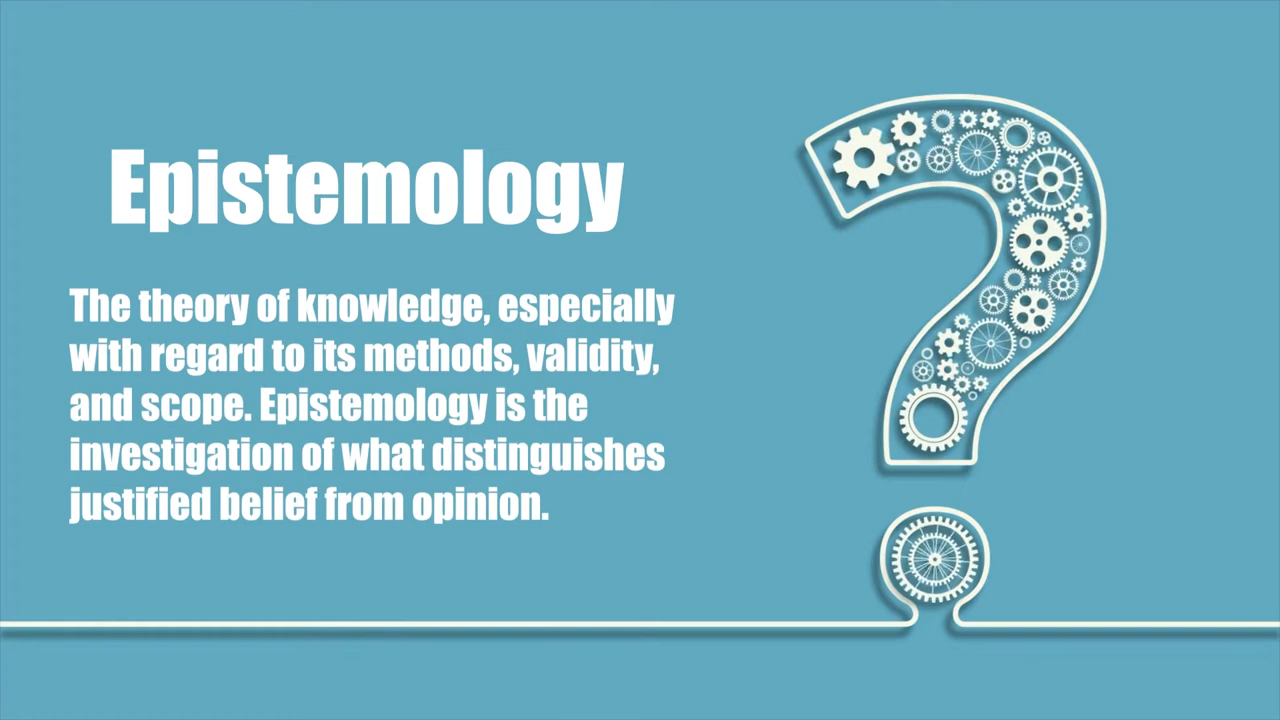 Epistemology
The theory of knowledge, especially
with regard to its methods, validity,
and scope. Epistemology is the
investigation of what distinguishes
justified belief from opinion.